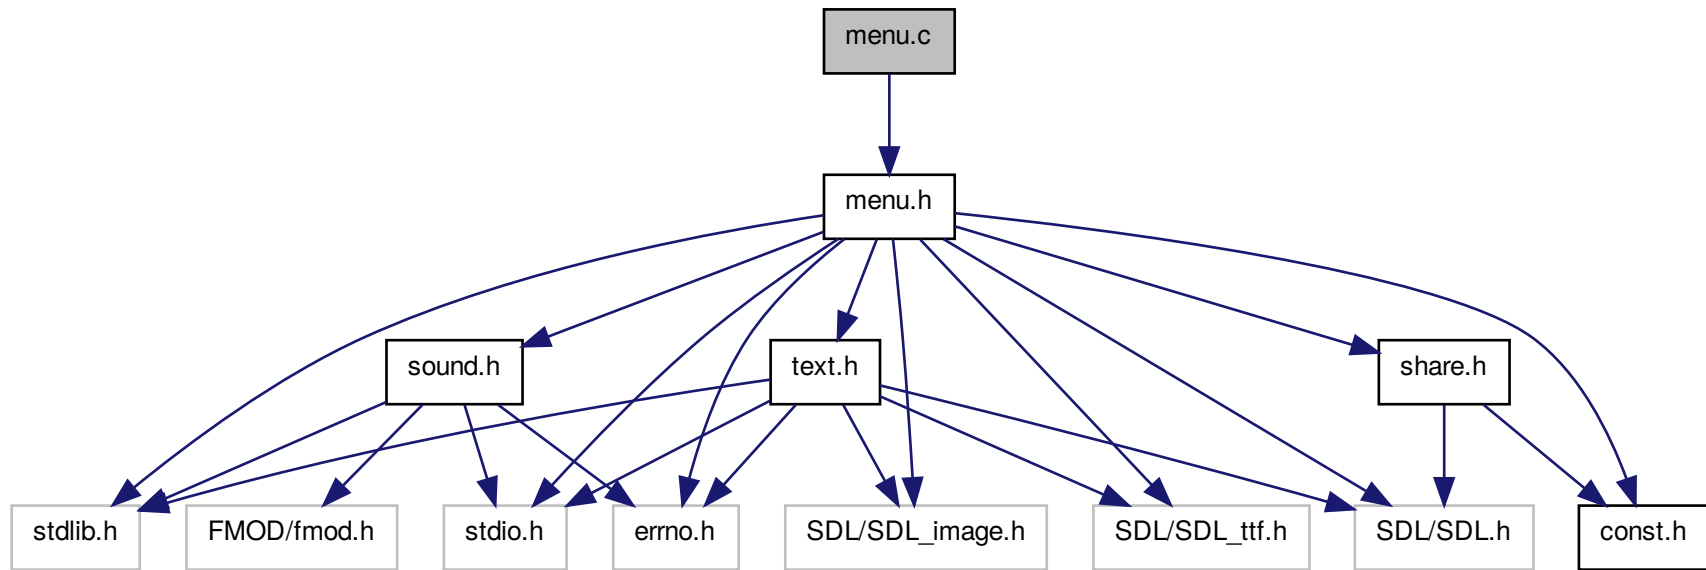 menu.c
menu.h
sound.h
text.h
share.h
stdlib.h
FMOD/fmod.h
stdio.h
errno.h
SDL/SDL_image.h
SDL/SDL_ttf.h
SDL/SDL.h
const.h